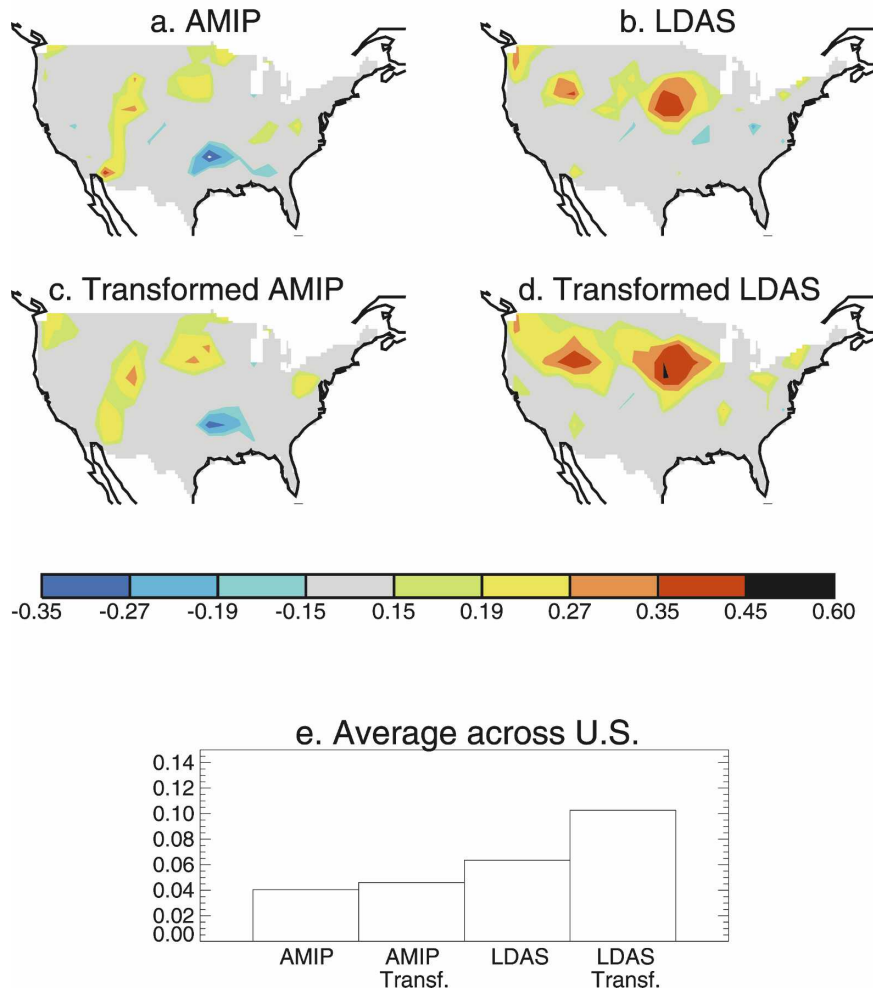 a. AMIP
b. LDAS
c. Transformed AMIP
d. Transformed LDAS
-0.35 -0.27 -0.19 -0.15 0.15 0.19 0.27 0.35 0.45 0.60
e. Average across U.S.
0.14
0.12
0.10
0.08
0.06
0.04
0.02
0.00
AMIP AMIP LDAS LDAS
Transf. Transf.